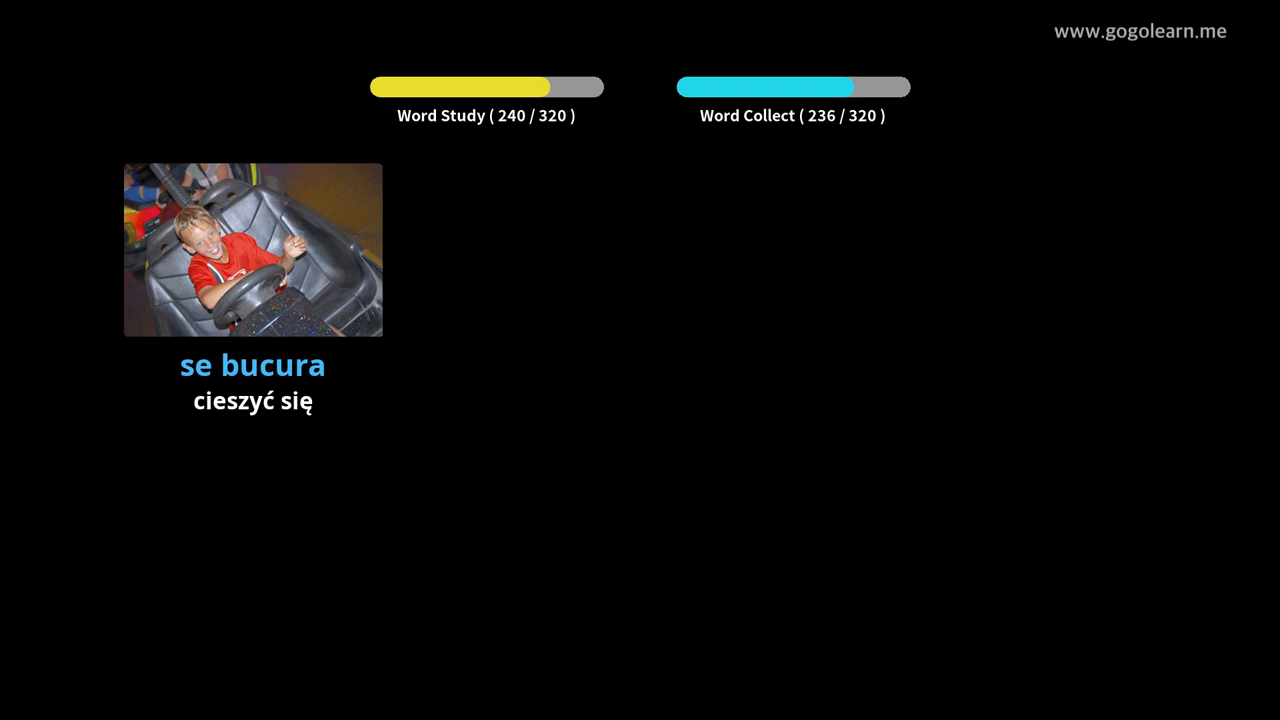 www.gogolearn.me
Word Study ( 240 / 320 )
Word Collect ( 236 / 320 )
se bucura
cieszyć się